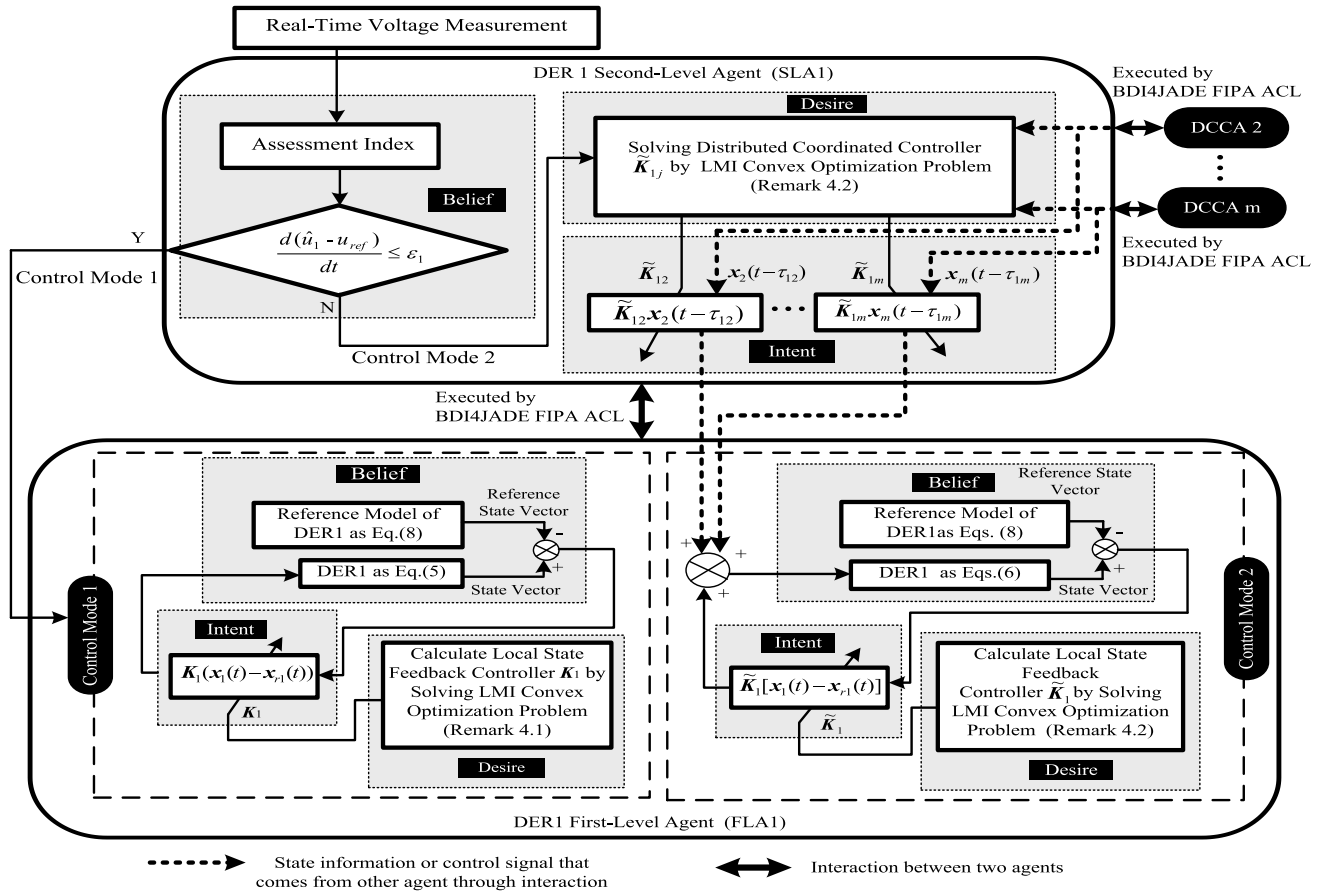 Real-Time Voltage Measurement
DER 1 Second-Level Agent (SLA1)
Executed by
BDI4JADE FIPA ACL
Desire
DCCA 2
Assessment Index
Solving Distributed Coordinated Controller
K̃₁ⱼ by LMI Convex Optimization Problem
(Remark 4.2)
Belief
DCCA m
Executed by
BDI4JADE FIPA ACL
Y
d(û₁ - u_ref)/dt ≤ ε₁
Control Mode 1
N
Control Mode 2
K̃₁₂
x₂(t-τ₁₂)
K̃₁ₘ
xₘ(t-τ₁ₘ)
K̃₁₂x₂(t-τ₁₂)
K̃₁ₘxₘ(t-τ₁ₘ)
Intent
Executed by
BDI4JADE FIPA ACL
Belief
Reference Model of
DER1 as Eq.(8)
Reference
State Vector
-
+
DER1 as Eq.(5)
State Vector
Control Mode 1
Intent
K₁(x₁(t)-xᵣ₁(t))
K₁
Calculate Local State
Feedback Controller K₁ by
Solving LMI Convex
Optimization Problem
(Remark 4.1)
Desire
Belief
Reference State
Vector
Reference Model of
DER1as Eqs. (8)
-
+
DER1 as Eqs.(6)
State Vector
+
+
+
Control Mode 2
Intent
K̃₁[x₁(t)-xᵣ₁(t)]
K̃₁
Calculate Local State
Feedback
Controller K̃₁ by Solving
LMI Convex Optimization
Problem (Remark 4.2)
Desire
DER1 First-Level Agent (FLA1)
State information or control signal that
comes from other agent through interaction
Interaction between two agents